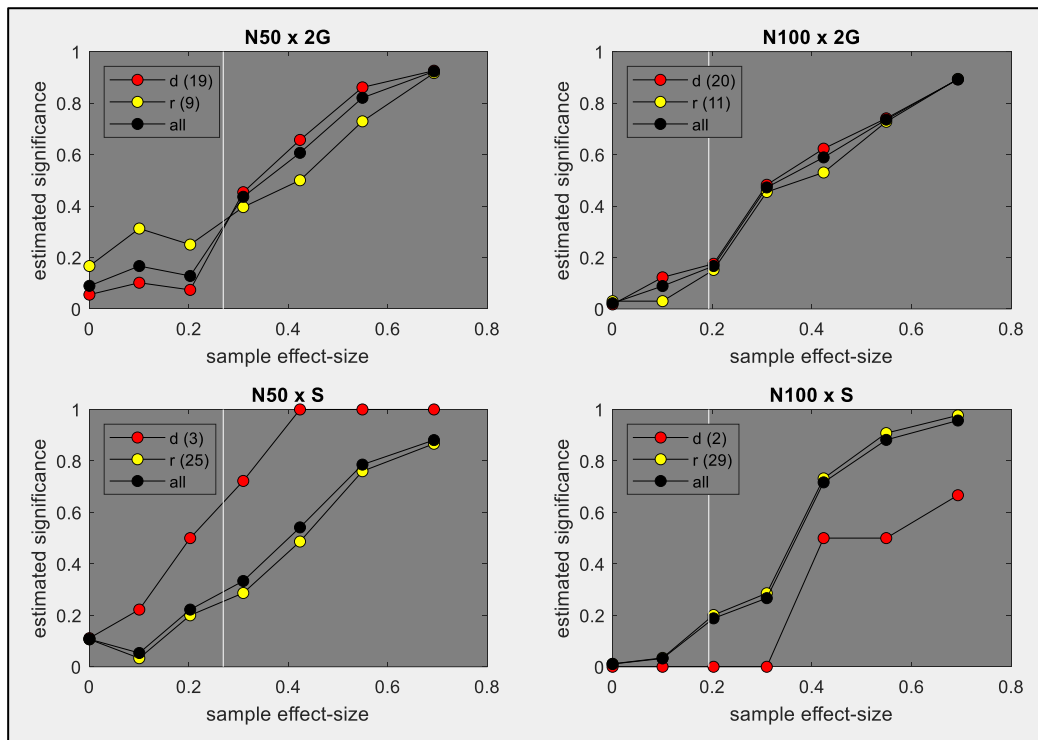 N50 x 2G
1
0.8
0.6
0.4
0.2
0
estimated significance
d (19)
r (9)
all
0 0.2 0.4 0.6 0.8
sample effect-size
N100 x 2G
1
0.8
0.6
0.4
0.2
0
estimated significance
d (20)
r (11)
all
0 0.2 0.4 0.6 0.8
sample effect-size
N50 x S
1
0.8
0.6
0.4
0.2
0
estimated significance
d (3)
r (25)
all
0 0.2 0.4 0.6 0.8
sample effect-size
N100 x S
1
0.8
0.6
0.4
0.2
0
estimated significance
d (2)
r (29)
all
0 0.2 0.4 0.6 0.8
sample effect-size